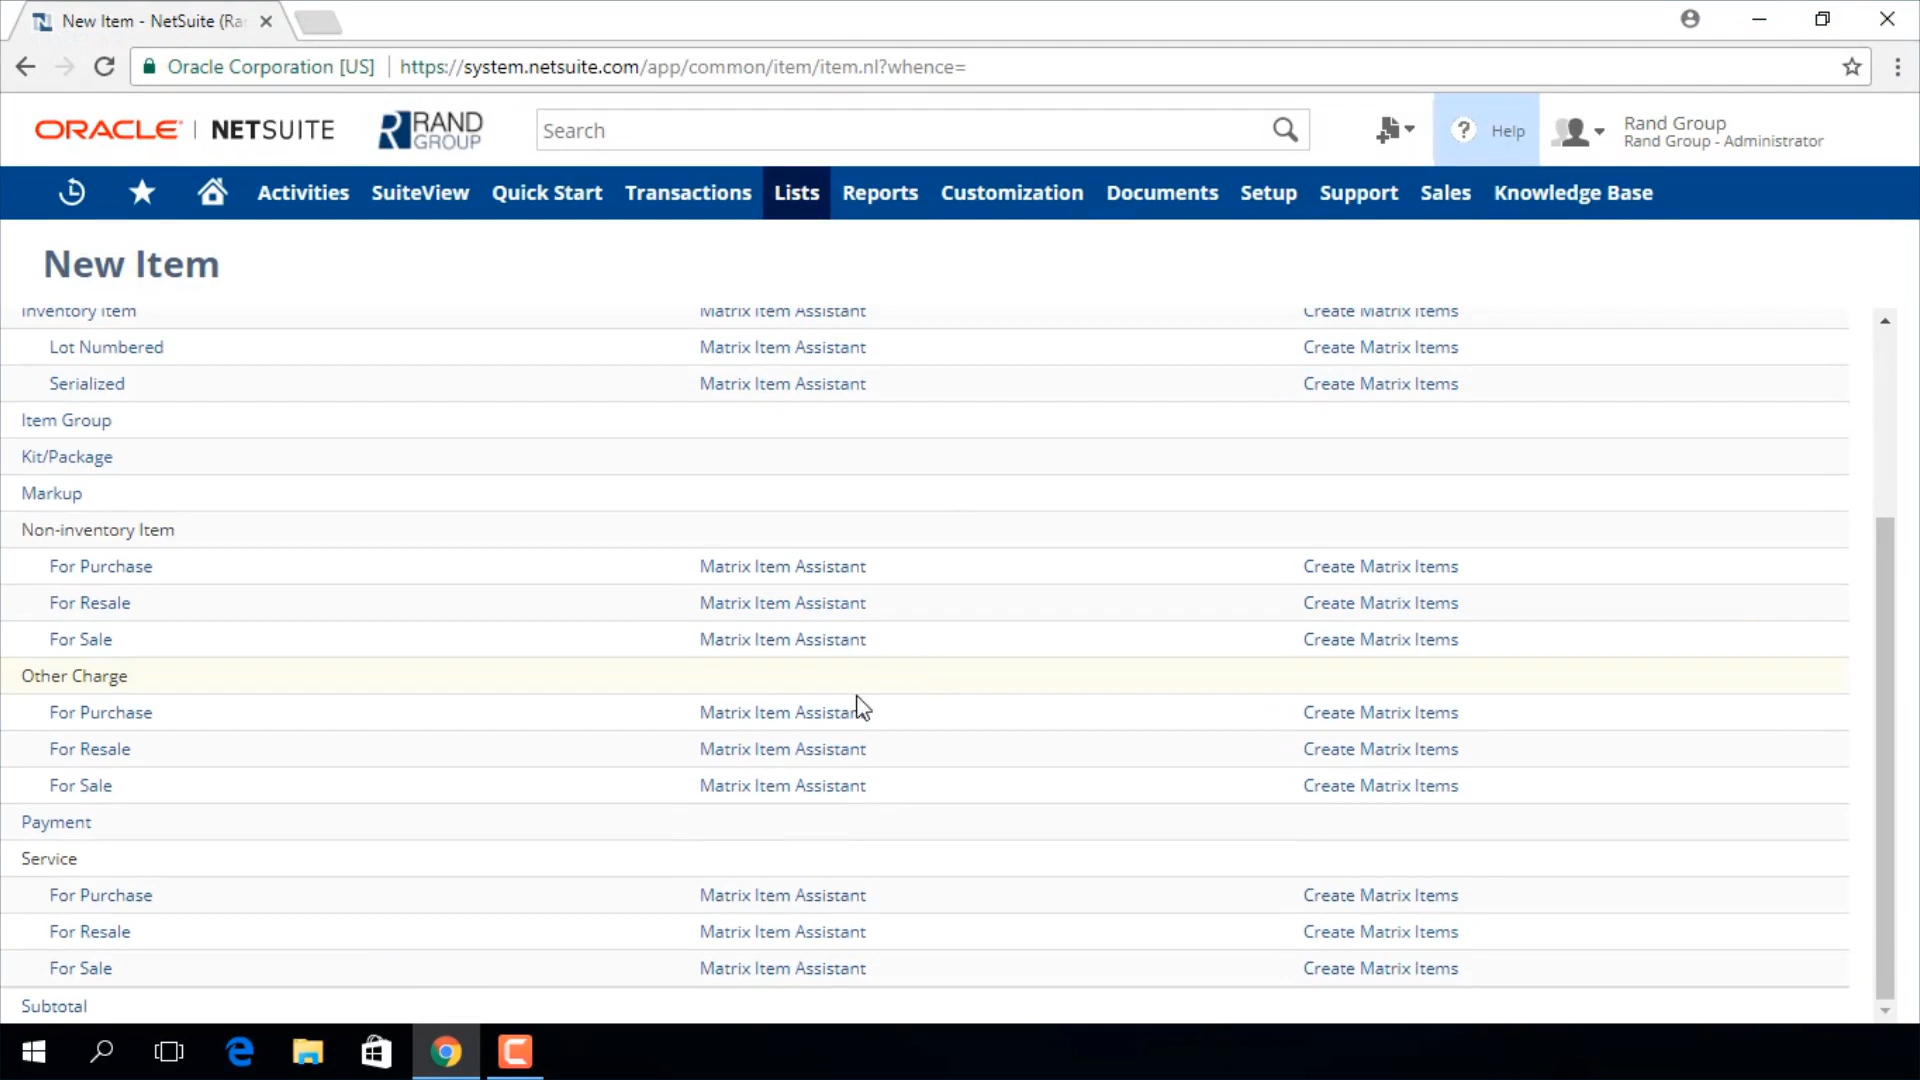 New Item - NetSuite (Ra
Oracle Corporation [US]
https://system.netsuite.com/app/common/item/item.nl?whence=
ORACLE | NETSUITE
RAND GROUP
Search
Help
Rand Group
Rand Group - Administrator
Activities SuiteView Quick Start Transactions Lists Reports Customization Documents Setup Support Sales Knowledge Base
New Item
Inventory Item Matrix Item Assistant Create Matrix Items
Lot Numbered Matrix Item Assistant Create Matrix Items
Serialized Matrix Item Assistant Create Matrix Items
Item Group
Kit/Package
Markup
Non-inventory Item
For Purchase Matrix Item Assistant Create Matrix Items
For Resale Matrix Item Assistant Create Matrix Items
For Sale Matrix Item Assistant Create Matrix Items
Other Charge
For Purchase Matrix Item Assistant Create Matrix Items
For Resale Matrix Item Assistant Create Matrix Items
For Sale Matrix Item Assistant Create Matrix Items
Payment
Service
For Purchase Matrix Item Assistant Create Matrix Items
For Resale Matrix Item Assistant Create Matrix Items
For Sale Matrix Item Assistant Create Matrix Items
Subtotal